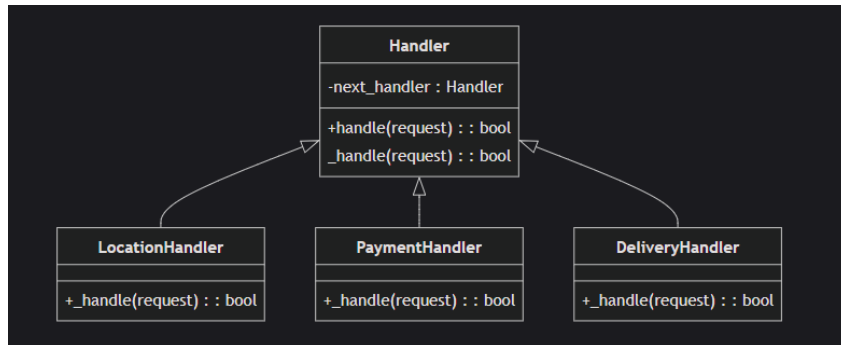 Handler
-next_handler : Handler
+handle(request) : : bool
_handle(request) : : bool
LocationHandler
PaymentHandler
DeliveryHandler
+_handle(request) : : bool
+_handle(request) : : bool
+_handle(request) : : bool